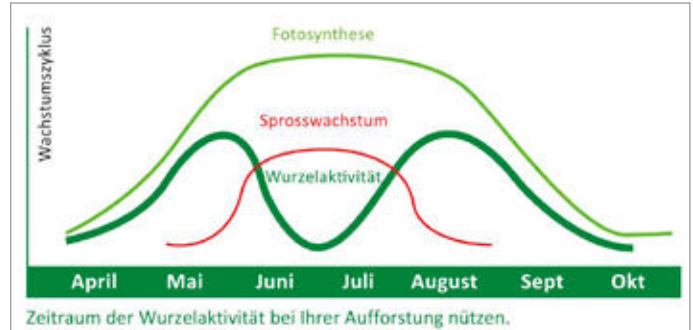 Wachstumszyklus
Fotosynthese
Sprosswachstum
Wurzelaktivität
April Mai Juni Juli August Sept Okt
Zeitraum der Wurzelaktivität bei Ihrer Aufforstung nützen.